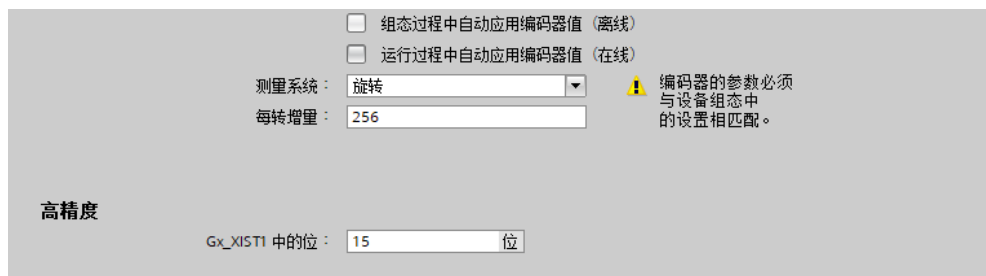 组态过程中自动应用编码器值（离线）
运行过程中自动应用编码器值（在线）
测量系统： 旋转
编码器的参数必须
与设备组态中
的设置相匹配。
每转增量： 256
高精度
Gx_XIST1 中的位： 15 位